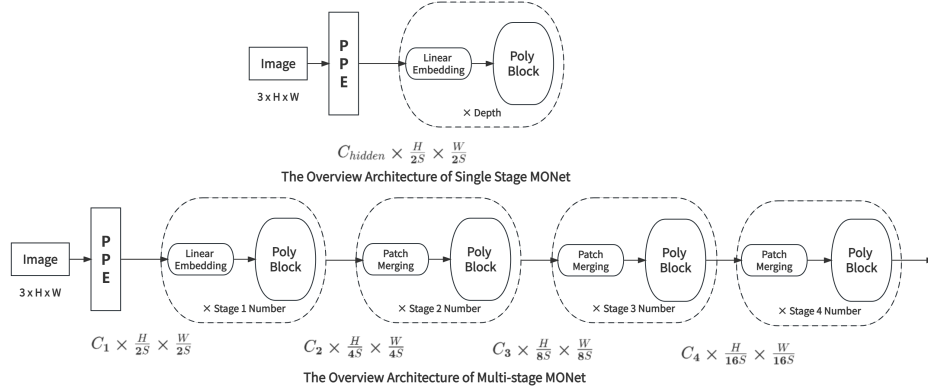 P
P
E
Image
3 x H x W
Linear
Embedding
Poly
Block
× Depth
C_hidden × H/2S × W/2S
The Overview Architecture of Single Stage MONet
P
P
E
Image
3 x H x W
Linear
Embedding
Poly
Block
× Stage 1 Number
Patch
Merging
Poly
Block
× Stage 2 Number
Patch
Merging
Poly
Block
× Stage 3 Number
Patch
Merging
Poly
Block
× Stage 4 Number
C_1 × H/2S × W/2S
C_2 × H/4S × W/4S
C_3 × H/8S × W/8S
C_4 × H/16S × W/16S
The Overview Architecture of Multi-stage MONet